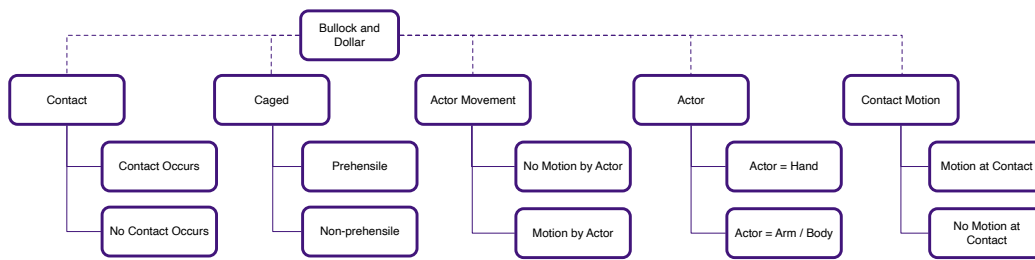 Bullock and
Dollar
Contact
Caged
Actor Movement
Actor
Contact Motion
Contact Occurs
Prehensile
No Motion by Actor
Actor = Hand
Motion at Contact
No Contact Occurs
Non-prehensile
Motion by Actor
Actor = Arm / Body
No Motion at
Contact